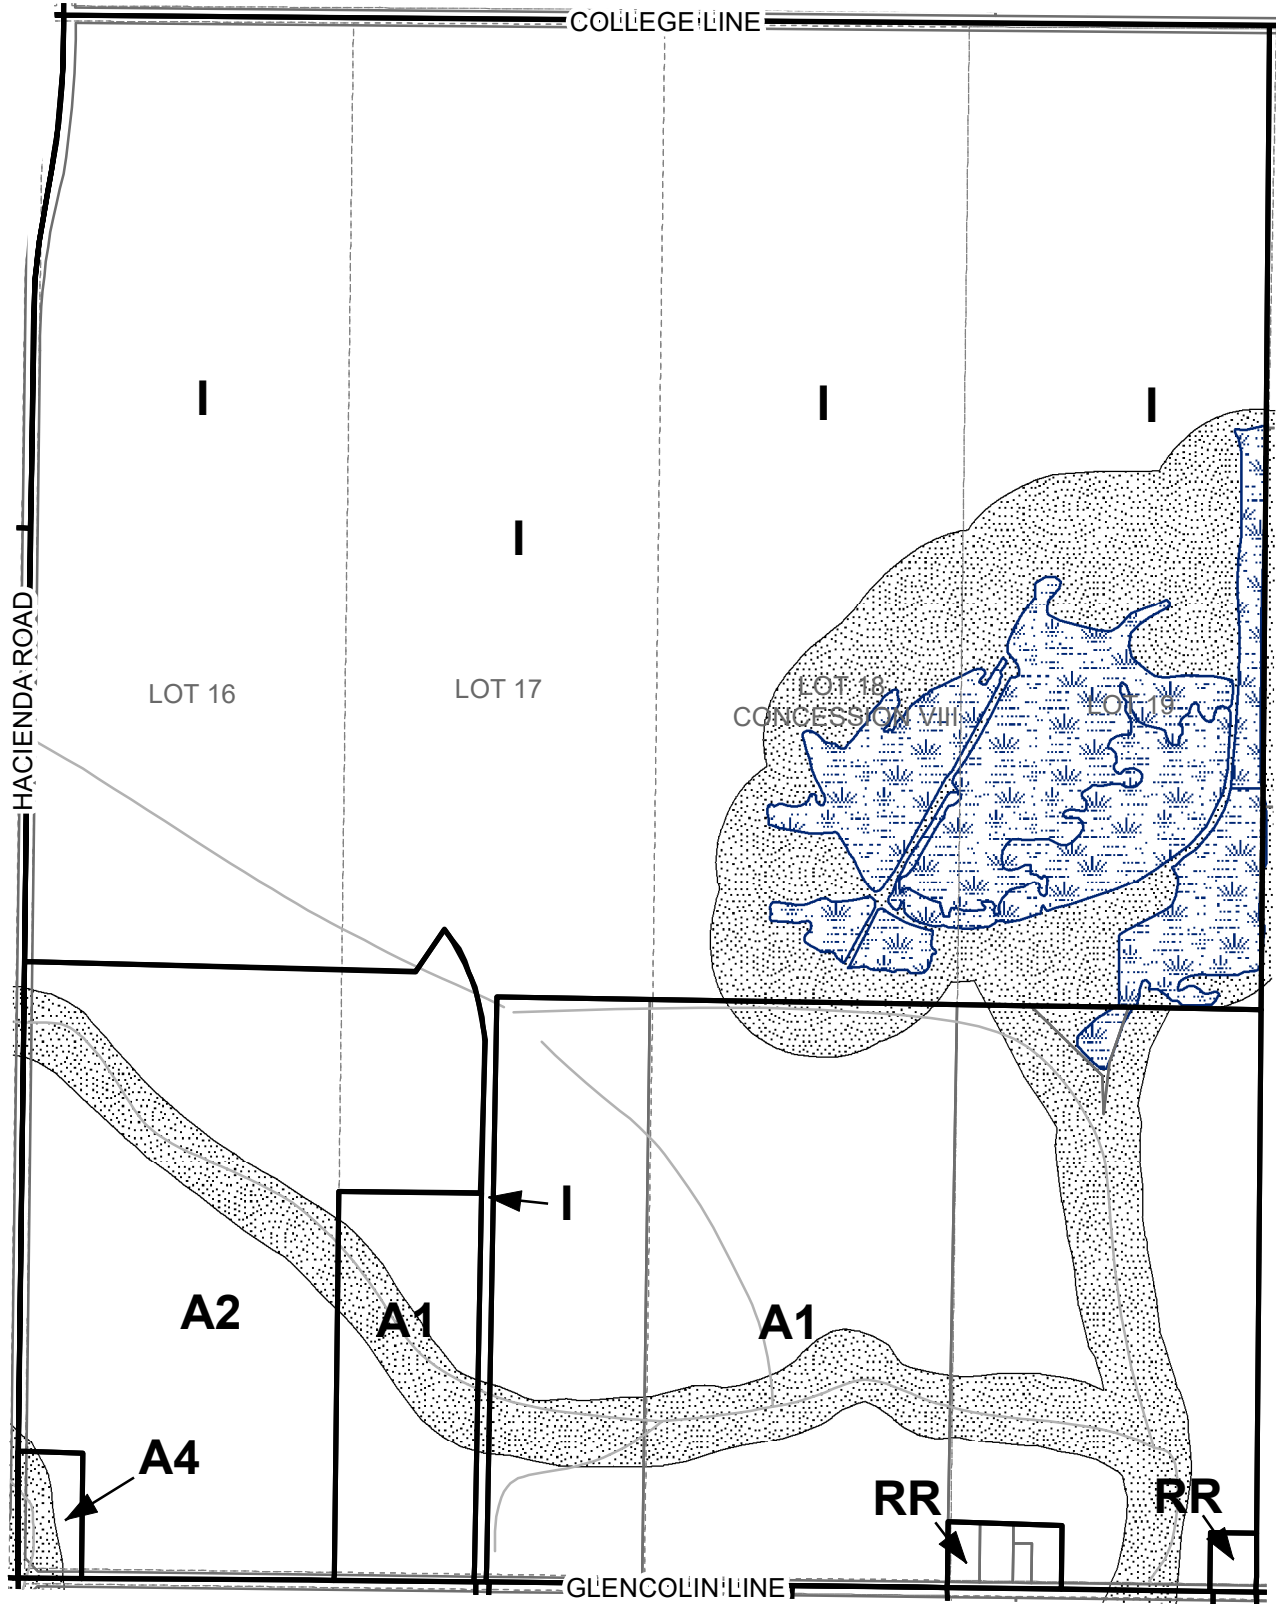 COLLEGE LINE
I
I
I
I
HACIENDA ROAD
LOT 16
LOT 17
LOT 18
CONCESSION VIII
LOT 19
I
A2
A1
A1
A4
RR
RR
GLENCOLIN LINE